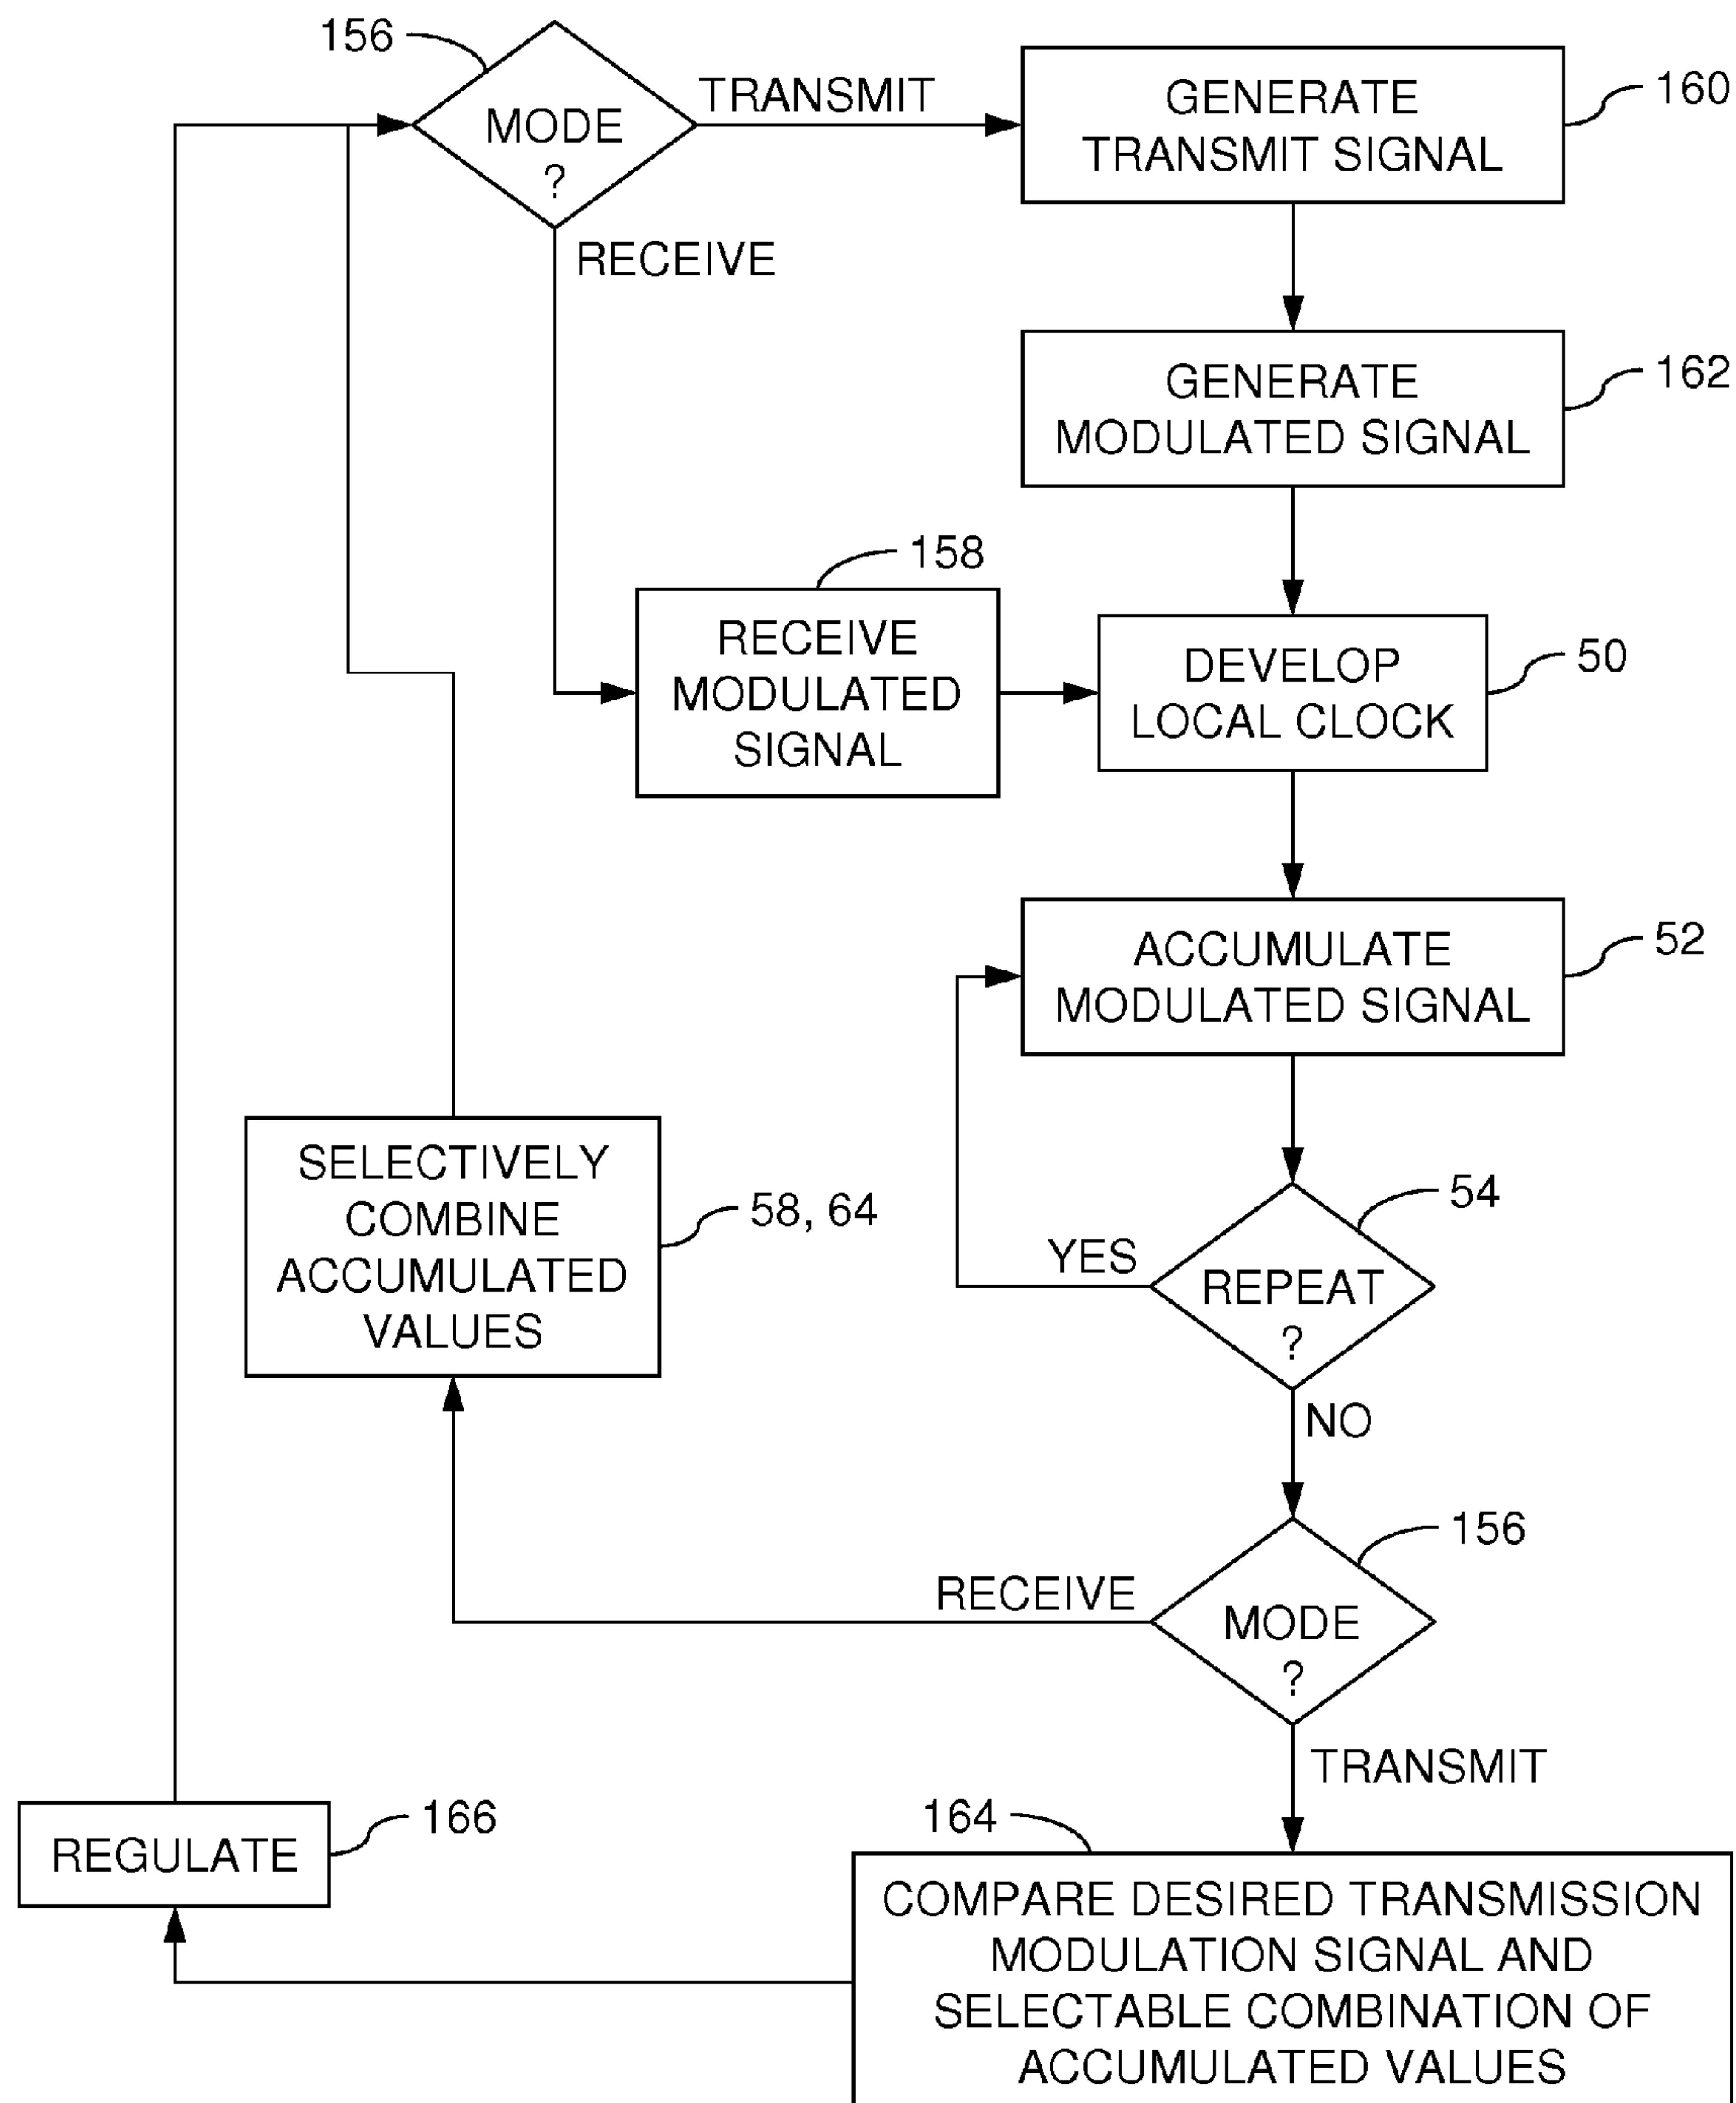 156
MODE
?
TRANSMIT
RECEIVE
GENERATE
TRANSMIT SIGNAL
160
GENERATE
MODULATED SIGNAL
162
158
RECEIVE
MODULATED
SIGNAL
DEVELOP
LOCAL CLOCK
50
ACCUMULATE
MODULATED SIGNAL
52
SELECTIVELY
COMBINE
ACCUMULATED
VALUES
58, 64
54
YES
REPEAT
?
NO
156
RECEIVE
MODE
?
TRANSMIT
REGULATE
166
164
COMPARE DESIRED TRANSMISSION
MODULATION SIGNAL AND
SELECTABLE COMBINATION OF
ACCUMULATED VALUES